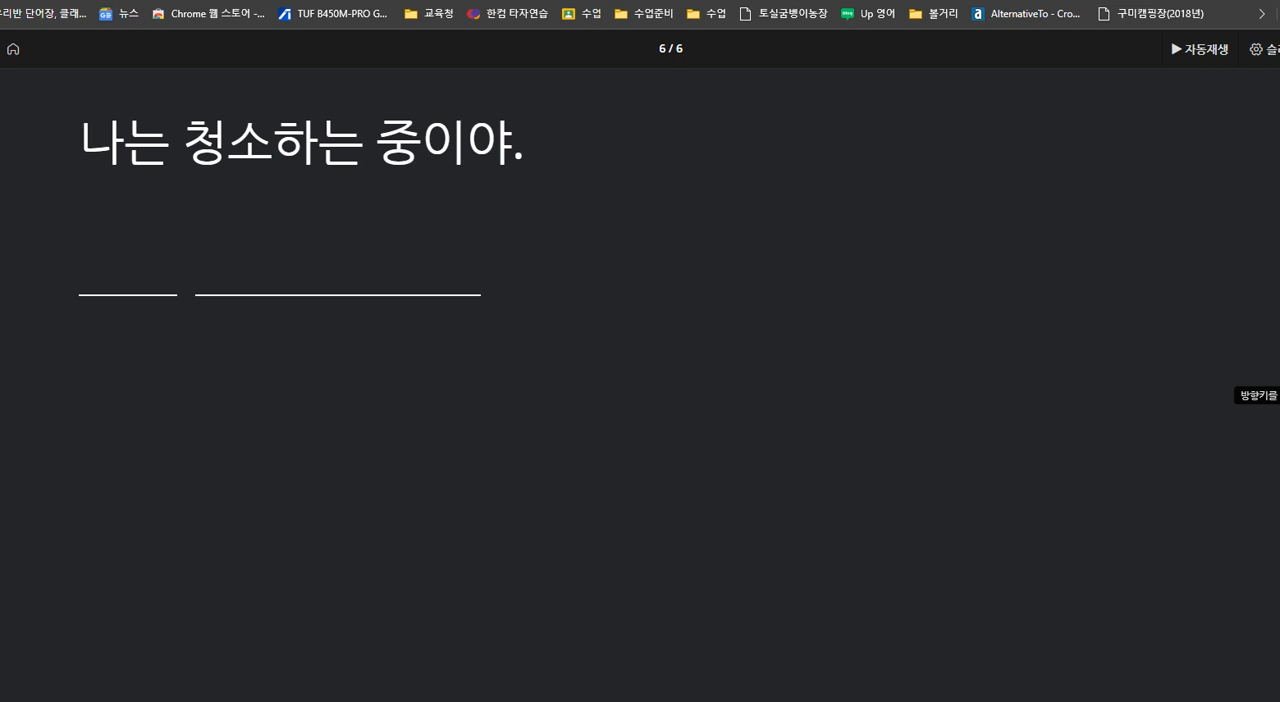 우리반 단어장, 클래... 뉴스 Chrome 웹 스토어 -... TUF B450M-PRO G... 교육청 한컴 타자연습 수업 수업준비 수업 토실굼벵이농장 Up 영어 볼거리 AlternativeTo - Cro... 구미캠핑장(2018년)
6 / 6 자동재생
나는 청소하는 중이야.
방향키를